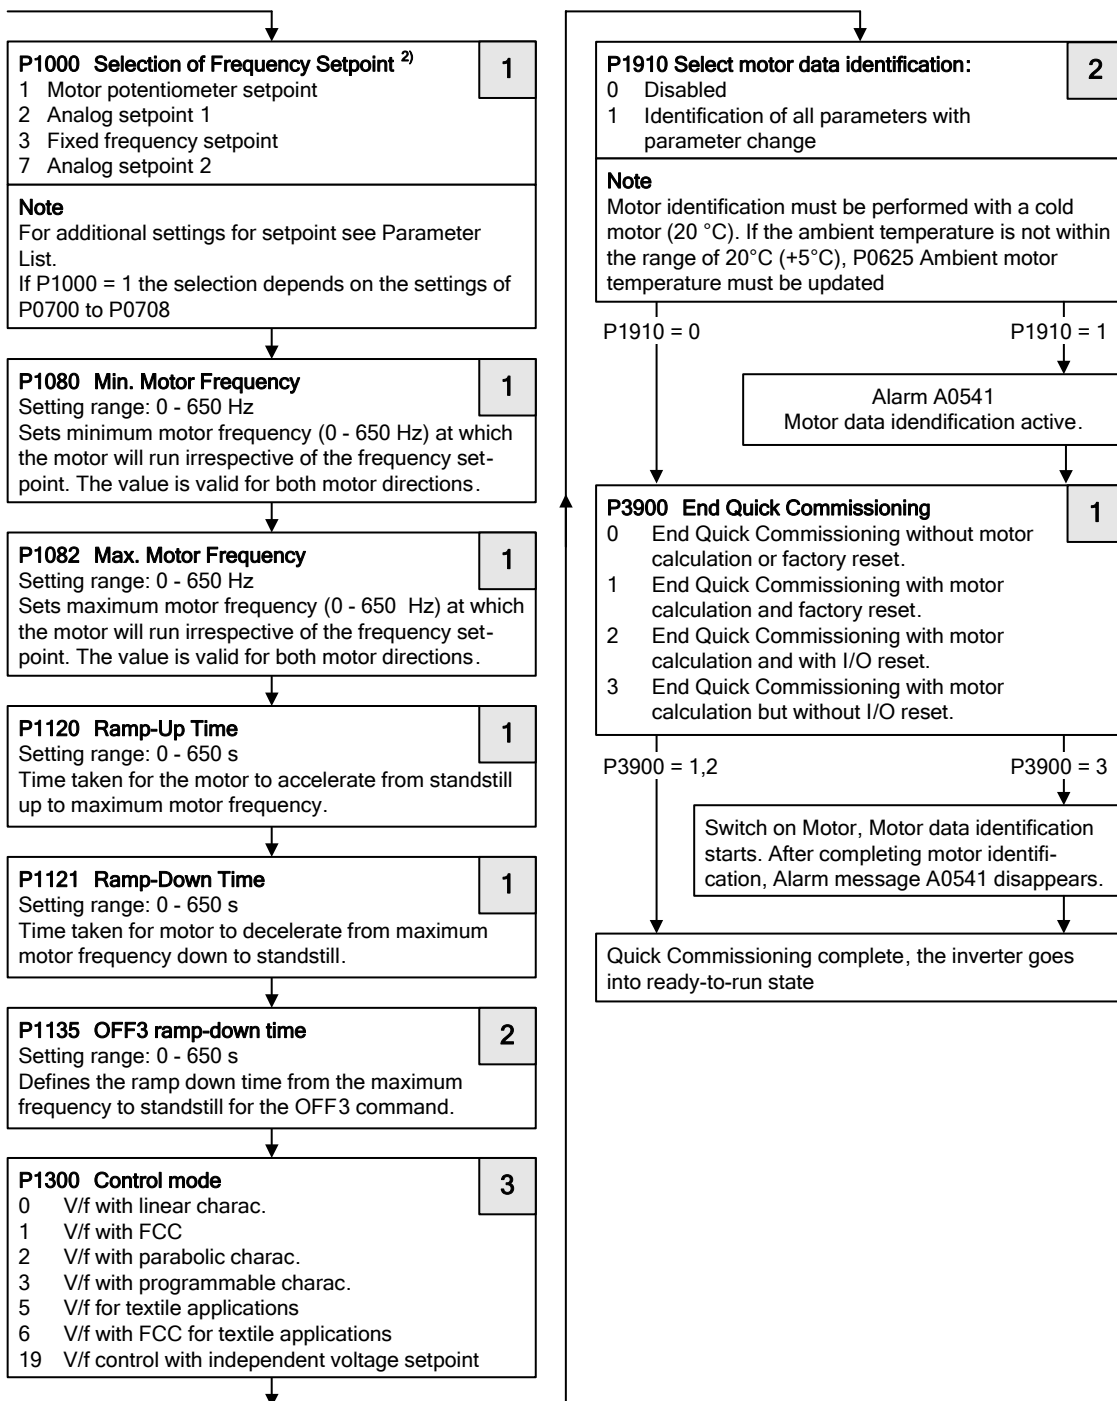 P1000 Selection of Frequency Setpoint 2)
1
1 Motor potentiometer setpoint
2 Analog setpoint 1
3 Fixed frequency setpoint
7 Analog setpoint 2
Note
For additional settings for setpoint see Parameter
List.
If P1000 = 1 the selection depends on the settings of
P0700 to P0708
P1080 Min. Motor Frequency
1
Setting range: 0 - 650 Hz
Sets minimum motor frequency (0 - 650 Hz) at which
the motor will run irrespective of the frequency set-
point. The value is valid for both motor directions.
P1082 Max. Motor Frequency
1
Setting range: 0 - 650 Hz
Sets maximum motor frequency (0 - 650 Hz) at which
the motor will run irrespective of the frequency set-
point. The value is valid for both motor directions.
P1120 Ramp-Up Time
1
Setting range: 0 - 650 s
Time taken for the motor to accelerate from standstill
up to maximum motor frequency.
P1121 Ramp-Down Time
1
Setting range: 0 - 650 s
Time taken for motor to decelerate from maximum
motor frequency down to standstill.
P1135 OFF3 ramp-down time
2
Setting range: 0 - 650 s
Defines the ramp down time from the maximum
frequency to standstill for the OFF3 command.
P1300 Control mode
3
0 V/f with linear charac.
1 V/f with FCC
2 V/f with parabolic charac.
3 V/f with programmable charac.
5 V/f for textile applications
6 V/f with FCC for textile applications
19 V/f control with independent voltage setpoint
P1910 Select motor data identification:
2
0 Disabled
1 Identification of all parameters with
parameter change
Note
Motor identification must be performed with a cold
motor (20 °C). If the ambient temperature is not within
the range of 20°C (+5°C), P0625 Ambient motor
temperature must be updated
P1910 = 0
P1910 = 1
Alarm A0541
Motor data idendification active.
P3900 End Quick Commissioning
1
0 End Quick Commissioning without motor
calculation or factory reset.
1 End Quick Commissioning with motor
calculation and factory reset.
2 End Quick Commissioning with motor
calculation and with I/O reset.
3 End Quick Commissioning with motor
calculation but without I/O reset.
P3900 = 1,2
P3900 = 3
Switch on Motor, Motor data identification
starts. After completing motor identifi-
cation, Alarm message A0541 disappears.
Quick Commissioning complete, the inverter goes
into ready-to-run state